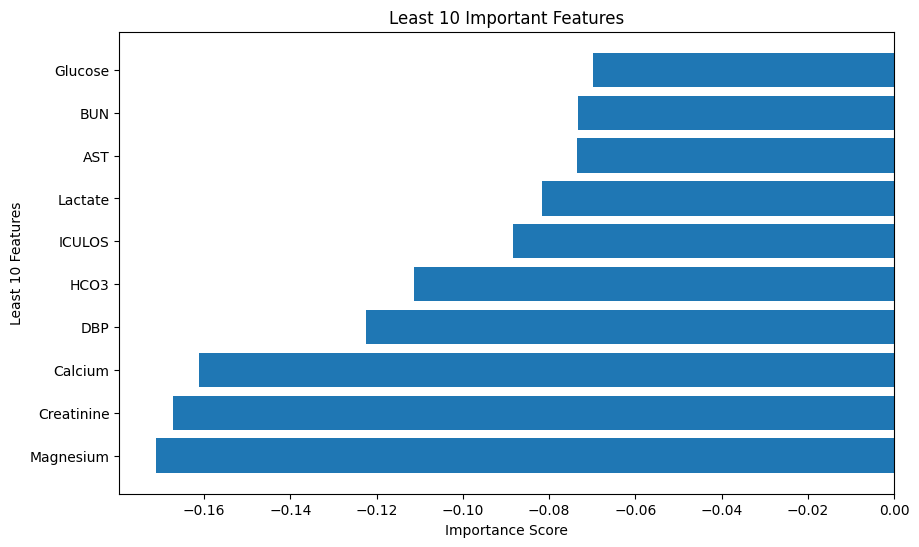 Least 10 Important Features
Least 10 Features
Glucose
BUN
AST
Lactate
ICULOS
HCO3
DBP
Calcium
Creatinine
Magnesium
−0.16 −0.14 −0.12 −0.10 −0.08 −0.06 −0.04 −0.02 0.00
Importance Score